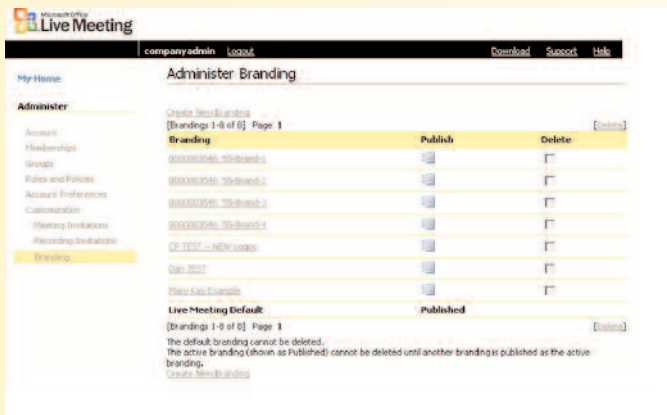 Microsoft Office
Live Meeting
companyadmin Logout Download Support Help
My Home
Administer Branding
Administer
Create New Branding
[Brandings 1-8 of 8] Page 1 [Delete]
Branding Publish Delete
Account
Memberships
Groups
Roles and Policies
Account Preferences
Customization
Meeting Invitations
Recording Invitations
Branding
CP TEST -- NEW Logos
Dan TEST
Mary Kay Example
Live Meeting Default Published
[Brandings 1-8 of 8] Page 1 [Delete]
The default branding cannot be deleted.
The active branding (shown as Published) cannot be deleted until another branding is published as the active
branding.
Create New Branding